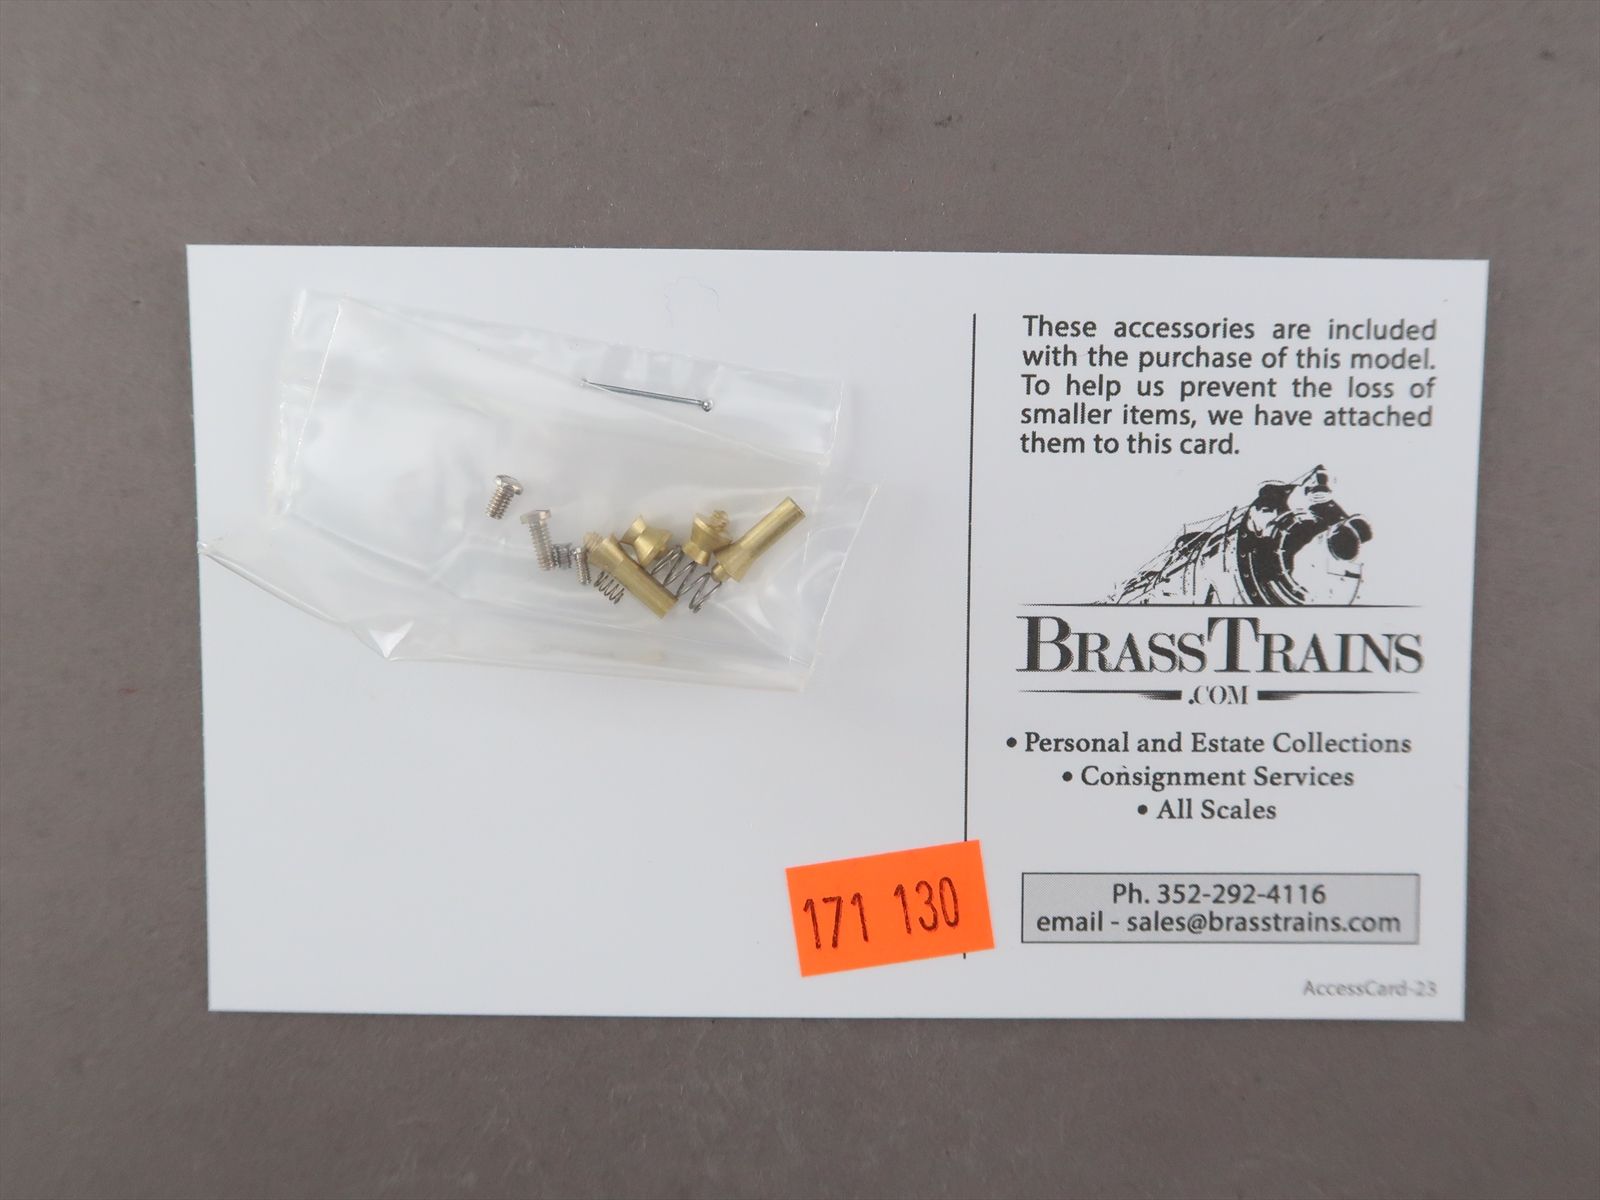 These accessories are included
with the purchase of this model.
To help us prevent the loss of
smaller items, we have attached
them to this card.
BRASSTRAINS
.COM
• Personal and Estate Collections
• Consignment Services
• All Scales
171 130
Ph. 352-292-4116
email - sales@brasstrains.com
AccessCard-23